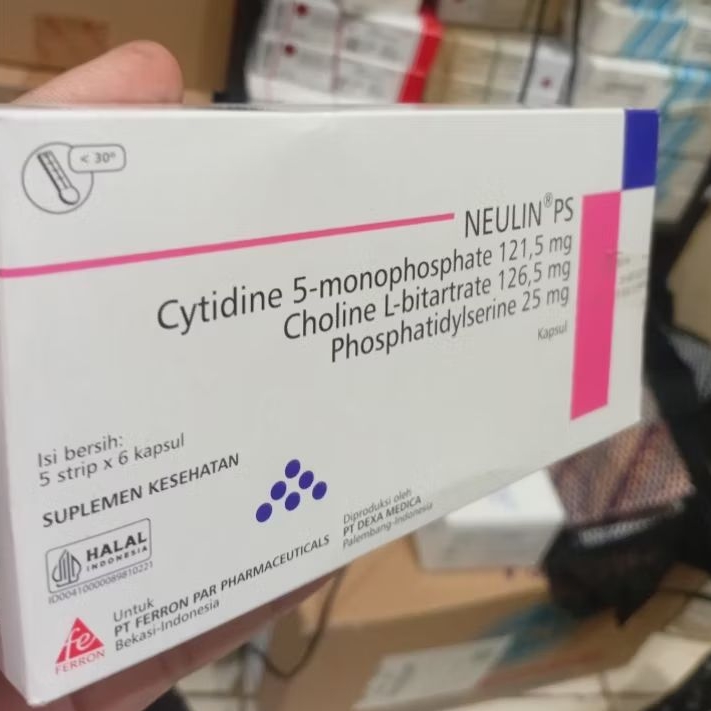 < 30°
NEULIN® PS
Cytidine 5-monophosphate 121,5 mg
Choline L-bitartrate 126,5 mg
Phosphatidylserine 25 mg
Kapsul
Isi bersih:
5 strip x 6 kapsul
SUPLEMEN KESEHATAN
HALAL
INDONESIA
ID00410000069810221
Diproduksi oleh
PT DEXA MEDICA
Palembang-Indonesia
Untuk
PT FERRON PAR PHARMACEUTICALS
Bekasi-Indonesia
fe
FERRON